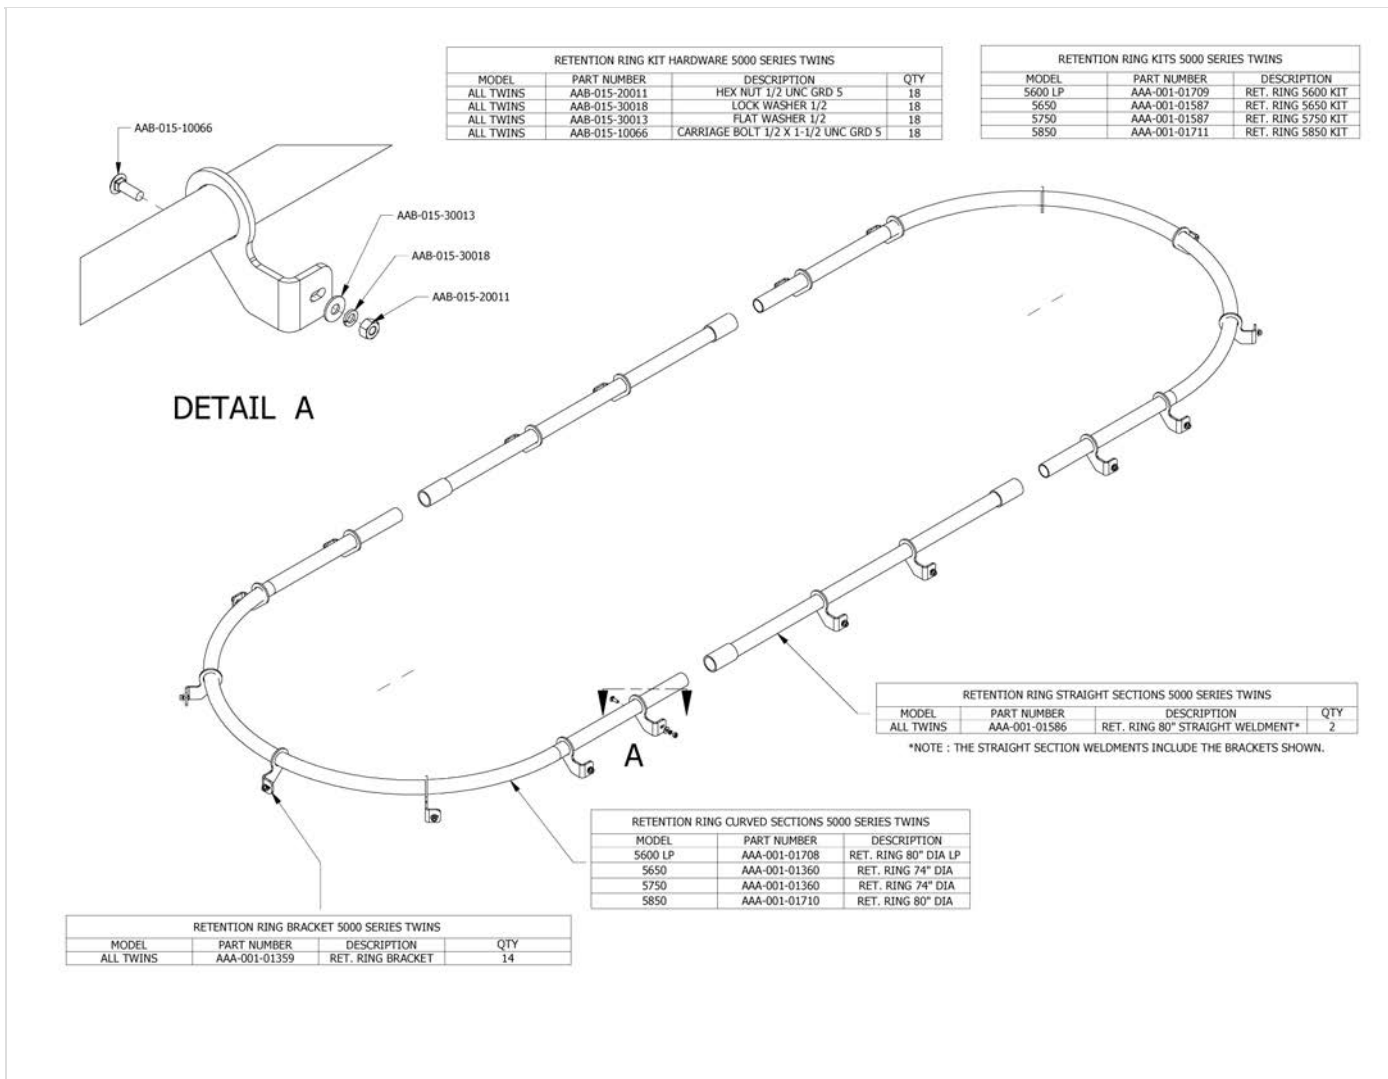 RETENTION RING KIT HARDWARE 5000 SERIES TWINS
MODEL PART NUMBER DESCRIPTION QTY
ALL TWINS AAB-015-20011 HEX NUT 1/2 UNC GRD 5 18
ALL TWINS AAB-015-30018 LOCK WASHER 1/2 18
ALL TWINS AAB-015-30013 FLAT WASHER 1/2 18
ALL TWINS AAB-015-10066 CARRIAGE BOLT 1/2 X 1-1/2 UNC GRD 5 18
RETENTION RING KITS 5000 SERIES TWINS
MODEL PART NUMBER DESCRIPTION
5600 LP AAA-001-01709 RET. RING 5600 KIT
5650 AAA-001-01587 RET. RING 5650 KIT
5750 AAA-001-01587 RET. RING 5750 KIT
5850 AAA-001-01711 RET. RING 5850 KIT
AAB-015-10066
AAB-015-30013
AAB-015-30018
AAB-015-20011
DETAIL A
RETENTION RING STRAIGHT SECTIONS 5000 SERIES TWINS
MODEL PART NUMBER DESCRIPTION QTY
ALL TWINS AAA-001-01586 RET. RING 80" STRAIGHT WELDMENT* 2
*NOTE : THE STRAIGHT SECTION WELDMENTS INCLUDE THE BRACKETS SHOWN.
A
RETENTION RING CURVED SECTIONS 5000 SERIES TWINS
MODEL PART NUMBER DESCRIPTION
5600 LP AAA-001-01708 RET. RING 80" DIA LP
5650 AAA-001-01360 RET. RING 74" DIA
5750 AAA-001-01360 RET. RING 74" DIA
5850 AAA-001-01710 RET. RING 80" DIA
RETENTION RING BRACKET 5000 SERIES TWINS
MODEL PART NUMBER DESCRIPTION QTY
ALL TWINS AAA-001-01359 RET. RING BRACKET 14